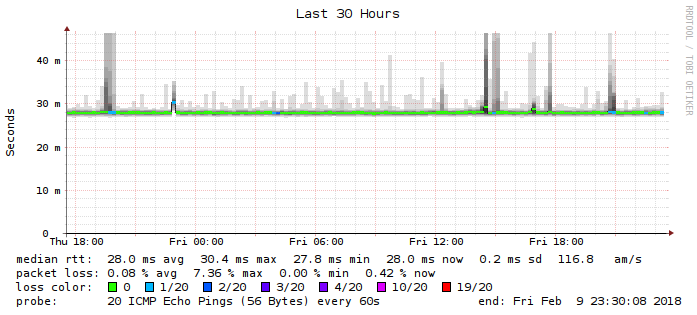 Last 30 Hours
RRDTOOL / TOBI OETIKER
Seconds
40 m
30 m
20 m
10 m
0
Thu 18:00 Fri 00:00 Fri 06:00 Fri 12:00 Fri 18:00
median rtt: 28.0 ms avg 30.4 ms max 27.8 ms min 28.0 ms now 0.2 ms sd 116.8 am/s
packet loss: 0.08 % avg 7.36 % max 0.00 % min 0.42 % now
loss color: 0 1/20 2/20 3/20 4/20 10/20 19/20
probe: 20 ICMP Echo Pings (56 Bytes) every 60s end: Fri Feb 9 23:30:08 2018